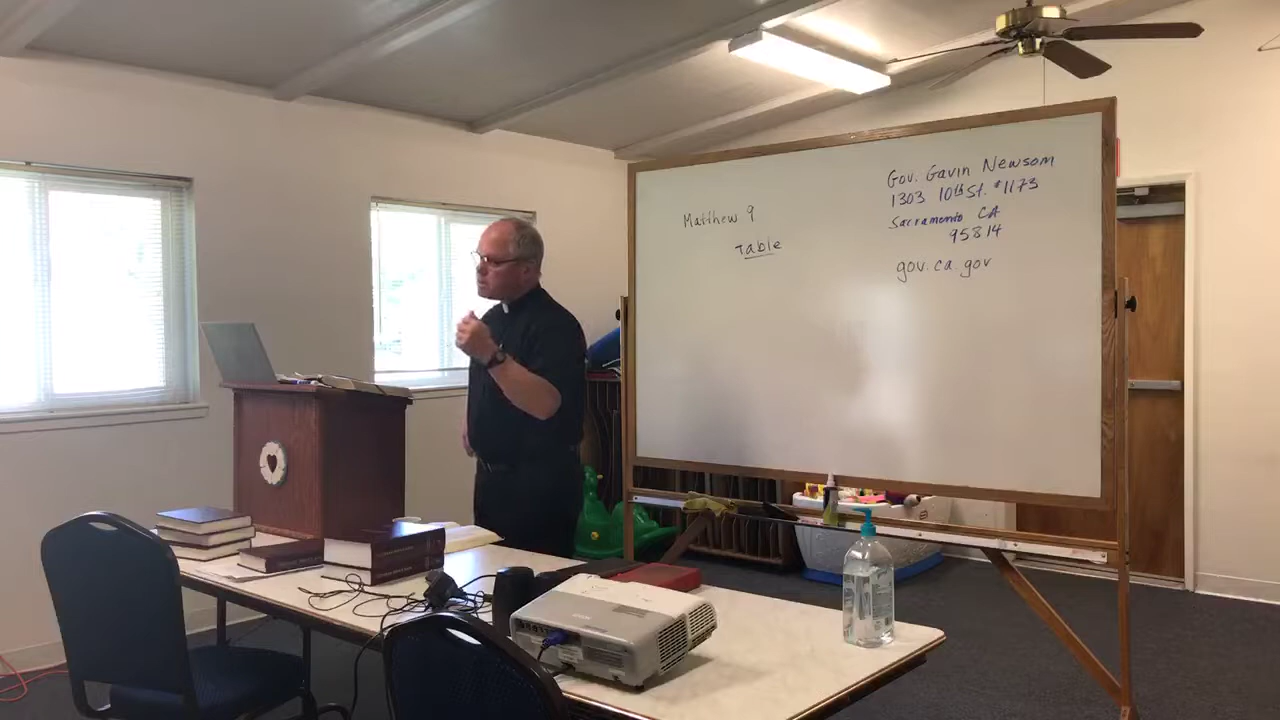 Matthew 9
Table
Gov. Gavin Newsom
1303 10th St. #1173
Sacramento CA
95814
gov.ca.gov